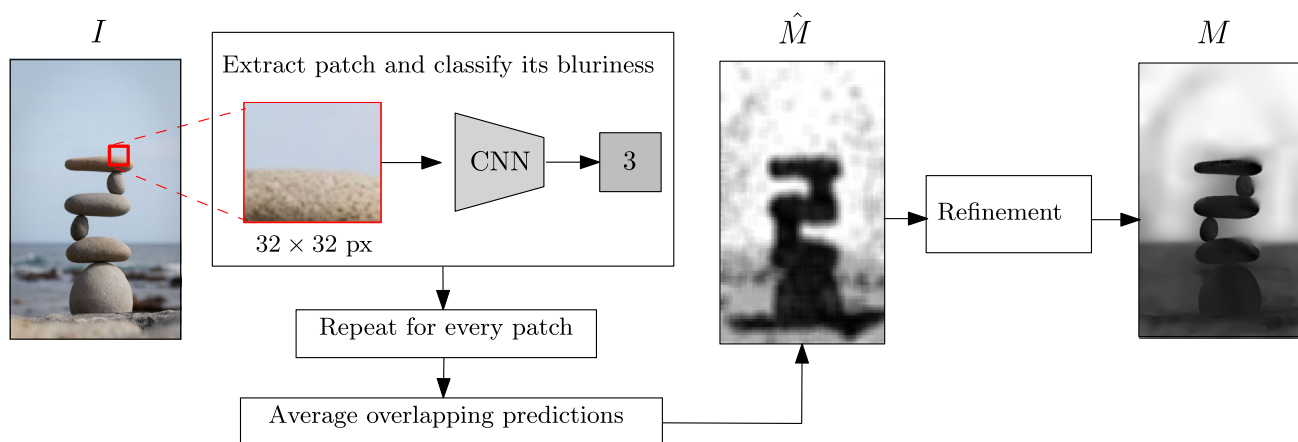 I
Extract patch and classify its bluriness
CNN
3
32 × 32 px
Repeat for every patch
Average overlapping predictions
M̂
Refinement
M